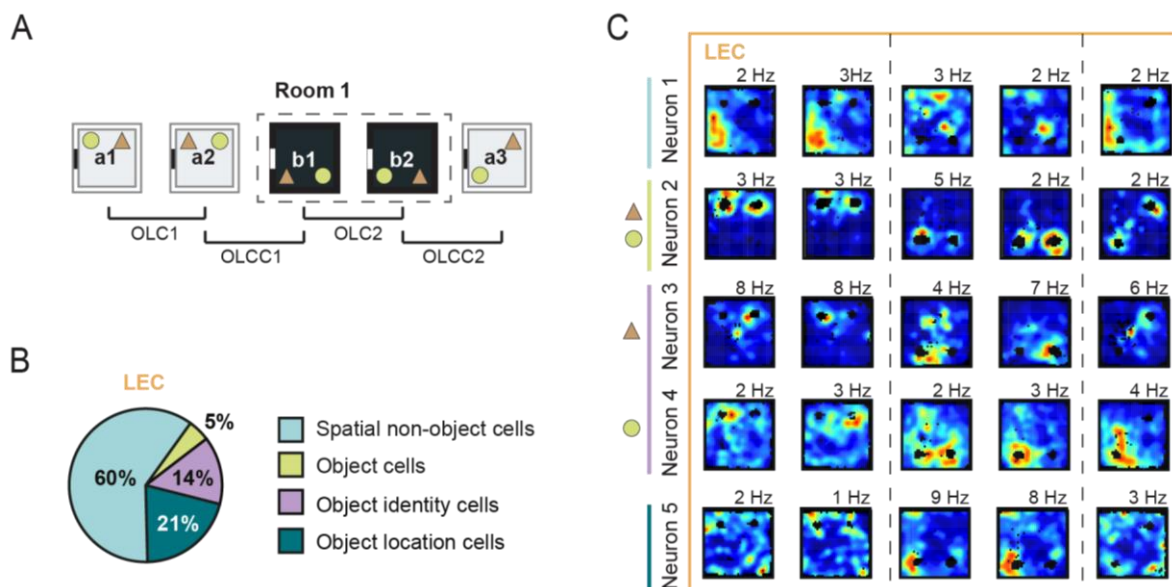 A
Room 1
a1 a2 b1 b2 a3
OLC1 OLC2
OLCC1 OLCC2
B
LEC
60%
5%
14%
21%
Spatial non-object cells
Object cells
Object identity cells
Object location cells
C
LEC
Neuron 1
2 Hz 3Hz 3 Hz 2 Hz 2 Hz
Neuron 2
3 Hz 3 Hz 5 Hz 2 Hz 2 Hz
Neuron 3
8 Hz 8 Hz 4 Hz 7 Hz 6 Hz
Neuron 4
2 Hz 3 Hz 2 Hz 3 Hz 4 Hz
Neuron 5
2 Hz 1 Hz 9 Hz 8 Hz 3 Hz